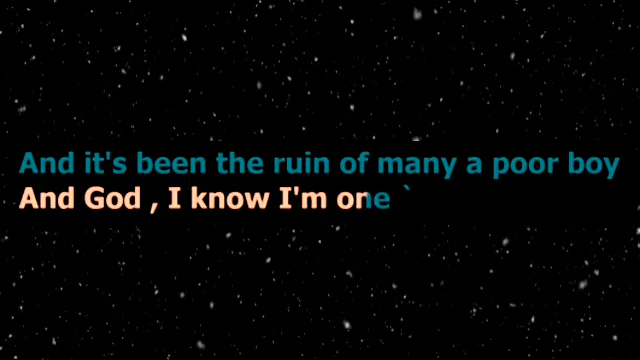 And it's been the ruin of many a poor boy
And God , I know I'm one `